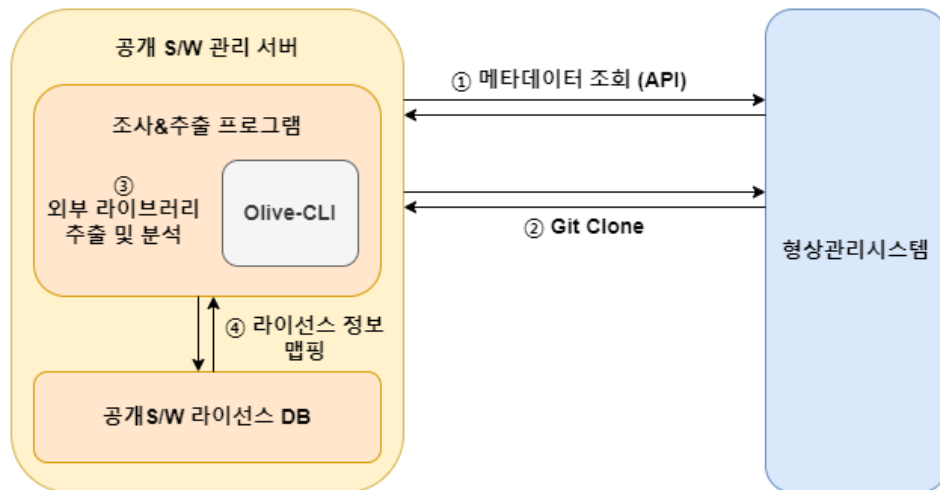 공개 S/W 관리 서버
① 메타데이터 조회 (API)
조사&추출 프로그램
③
외부 라이브러리
추출 및 분석
Olive-CLI
② Git Clone
형상관리시스템
④ 라이선스 정보
맵핑
공개S/W 라이선스 DB